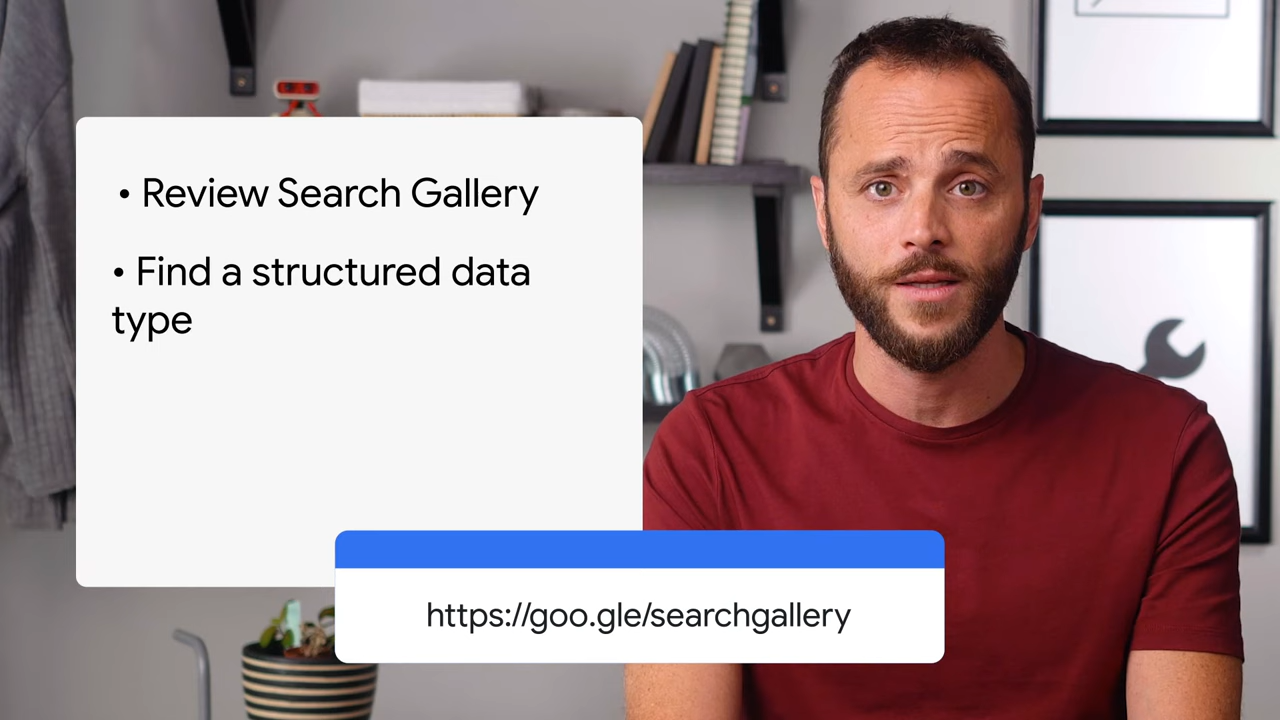 • Review Search Gallery
• Find a structured data
type
https://goo.gle/searchgallery